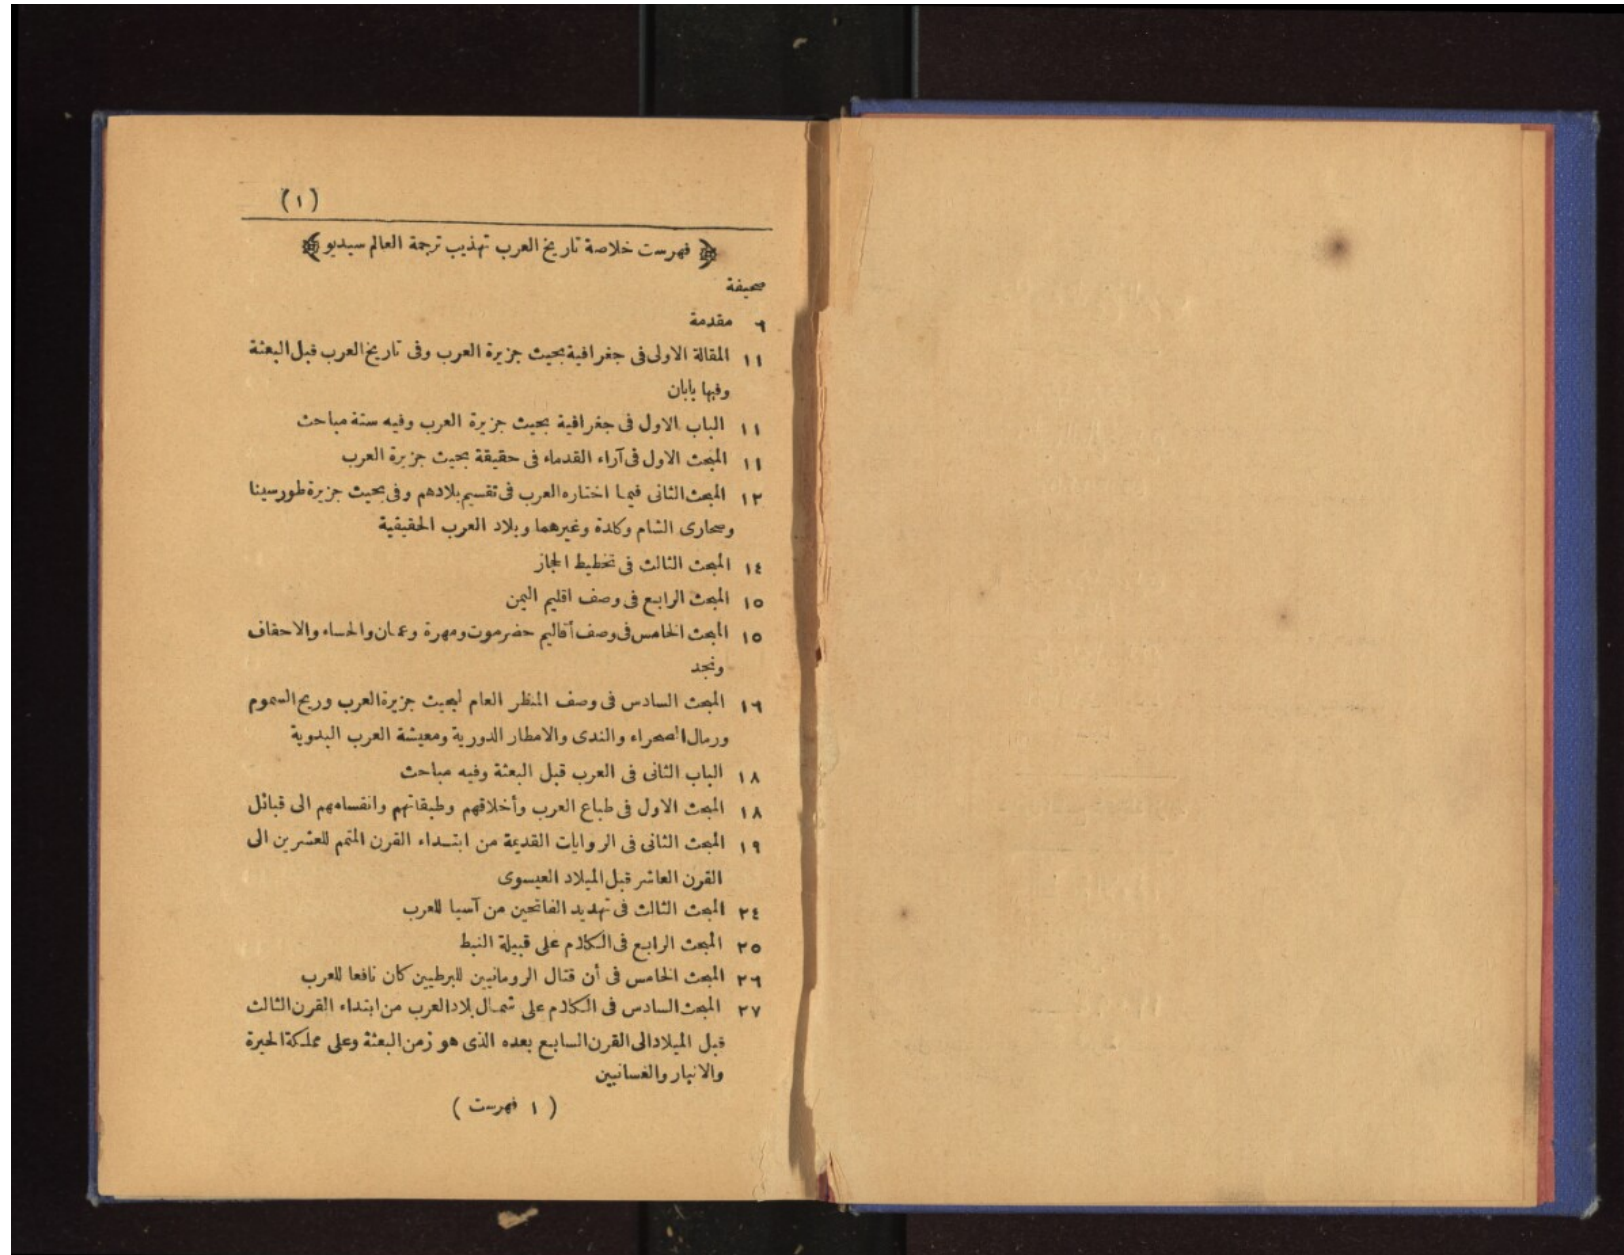 (١)
﴿ فهرست خلاصة تاريخ العرب تهذيب ترجمة العالم سيديو ﴾
صحيفة
٦ مقدمة
١١ المقالة الاولى فى جغرافية بحيث جزيرة العرب وفى تاريخ العرب قبل البعثة
وفيها بابان
١١ الباب الاول فى جغرافية بحيث جزيرة العرب وفيه ستة مباحث
١١ المبحث الاول فى آراء القدماء فى حقيقة بحيث جزيرة العرب
١٢ المبحث الثانى فيما اختاره العرب فى تقسيم بلادهم وفى بحيث جزيرة طورسينا
وصحارى الشام وكلدة وغيرهما وبلاد العرب الحقيقية
١٤ المبحث الثالث فى تخطيط الحجاز
١٥ المبحث الرابع فى وصف اقليم اليمن
١٥ المبحث الخامس فى وصف أقاليم حضرموت ومهرة وعمان والحساء والاحقاف
ونجد
١٦ المبحث السادس فى وصف المنظر العام لبحيث جزيرة العرب وريح السموم
ورمال الصحراء والندى والامطار الدورية ومعيشة العرب البدوية
١٨ الباب الثانى فى العرب قبل البعثة وفيه مباحث
١٨ المبحث الاول فى طباع العرب وأخلاقهم وطبقاتهم وانقسامهم الى قبائل
١٩ المبحث الثانى فى الروايات القديمة من ابتداء القرن المتمم للعشرين الى
القرن العاشر قبل الميلاد العيسوى
٢٤ المبحث الثالث فى تهديد الفاتحين من آسيا للعرب
٢٥ المبحث الرابع فى الكلام على قبيلة النبط
٢٦ المبحث الخامس فى أن قتال الرومانيين للبرطيين كان نافعا للعرب
٢٧ المبحث السادس فى الكلام على شمال بلاد العرب من ابتداء القرن الثالث
قبل الميلاد الى القرن السابع بعده الذى هو زمن البعثة وعلى مملكة الحيرة
والانبار والغسانيين
(١ فهرست)